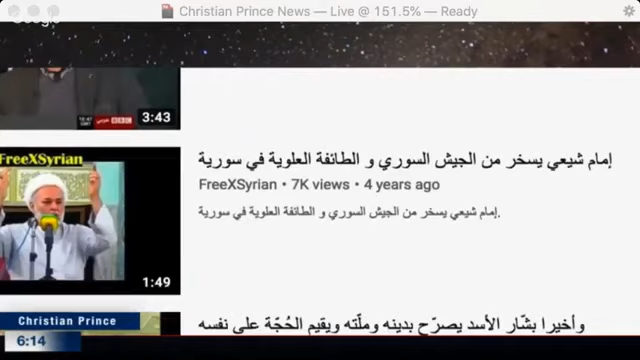 Christian Prince News — Live @ 151.5% — Ready
3:43
BBC
FreeXSyrian
إمام شيعي يسخر من الجيش السوري و الطائفة العلوية في سورية
FreeXSyrian • 7K views • 4 years ago
إمام شيعي يسخر من الجيش السوري و الطائفة العلوية في سورية.
1:49
وأخيرا بشّار الأسد يصرّح بدينه وملّته ويقيم الحُجّة على نفسه
Christian Prince
6:14